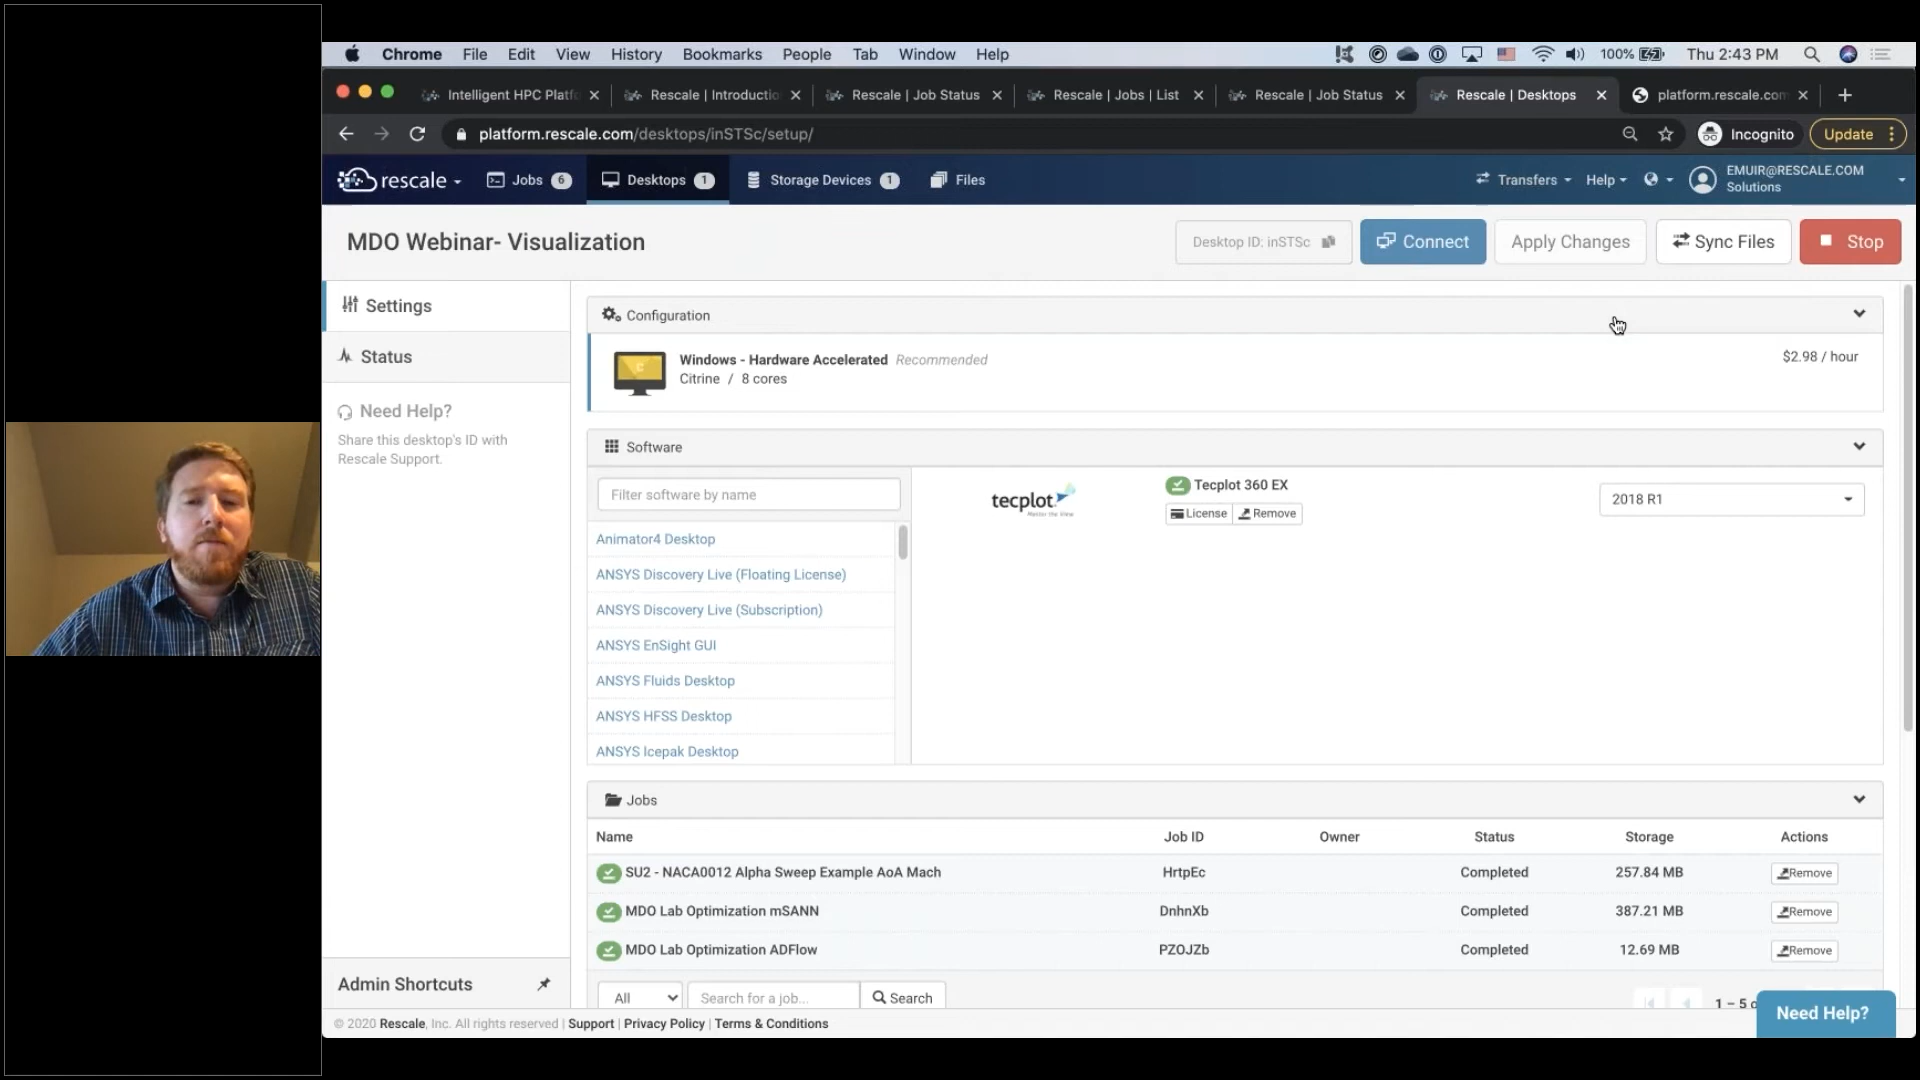 Chrome File Edit View History Bookmarks People Tab Window Help 100% Thu 2:43 PM
Intelligent HPC Platfo Rescale | Introductio Rescale | Job Status Rescale | Jobs | List Rescale | Job Status Rescale | Desktops platform.rescale.com
platform.rescale.com/desktops/inSTSc/setup/ Incognito Update
rescale Jobs 6 Desktops 1 Storage Devices 1 Files Transfers Help EMUIR@RESCALE.COM
Solutions
MDO Webinar- Visualization Desktop ID: inSTSc Connect Apply Changes Sync Files Stop
Settings
Status
Need Help?
Share this desktop's ID with
Rescale Support.
Configuration
Windows - Hardware Accelerated Recommended $2.98 / hour
Citrine / 8 cores
Software
Filter software by name
Animator4 Desktop
ANSYS Discovery Live (Floating License)
ANSYS Discovery Live (Subscription)
ANSYS EnSight GUI
ANSYS Fluids Desktop
ANSYS HFSS Desktop
ANSYS Icepak Desktop
tecplot
Tecplot 360 EX
License Remove
2018 R1
Jobs
Name Job ID Owner Status Storage Actions
SU2 - NACA0012 Alpha Sweep Example AoA Mach HrtpEc Completed 257.84 MB Remove
MDO Lab Optimization mSANN DnhnXb Completed 387.21 MB Remove
MDO Lab Optimization ADFlow PZOJZb Completed 12.69 MB Remove
All Search for a job... Search 1 – 5 o
Admin Shortcuts
Need Help?
© 2020 Rescale, Inc. All rights reserved | Support | Privacy Policy | Terms & Conditions